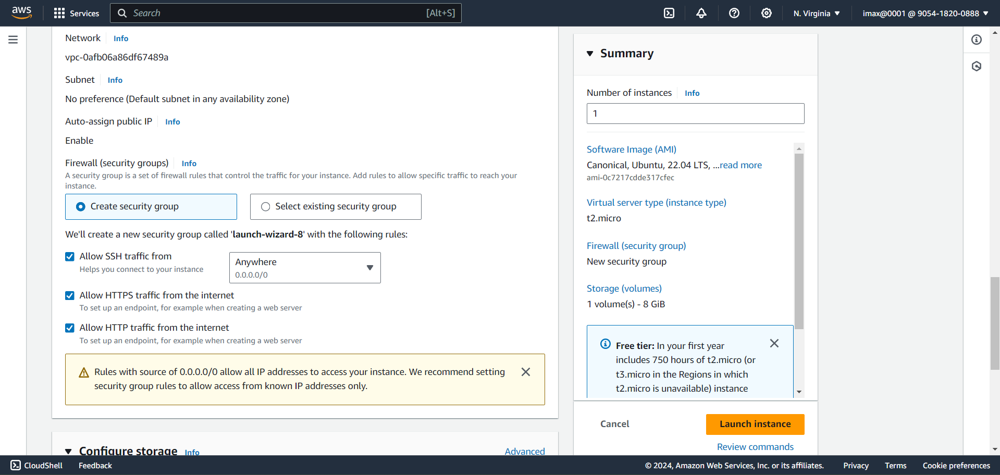 aws
Services
Search [Alt+S]
N. Virginia
imax@0001 @ 9054-1820-0888
Network Info
vpc-0afb06a86df67489a
Subnet Info
No preference (Default subnet in any availability zone)
Auto-assign public IP Info
Enable
Firewall (security groups) Info
A security group is a set of firewall rules that control the traffic for your instance. Add rules to allow specific traffic to reach your
instance.
Create security group
Select existing security group
We'll create a new security group called 'launch-wizard-8' with the following rules:
Allow SSH traffic from
Helps you connect to your instance
Anywhere
0.0.0.0/0
Allow HTTPS traffic from the internet
To set up an endpoint, for example when creating a web server
Allow HTTP traffic from the internet
To set up an endpoint, for example when creating a web server
Rules with source of 0.0.0.0/0 allow all IP addresses to access your instance. We recommend setting
security group rules to allow access from known IP addresses only.
Configure storage Info
Advanced
Summary
Number of instances Info
1
Software Image (AMI)
Canonical, Ubuntu, 22.04 LTS, ...read more
ami-0c7217cdde317cfec
Virtual server type (instance type)
t2.micro
Firewall (security group)
New security group
Storage (volumes)
1 volume(s) - 8 GiB
Free tier: In your first year
includes 750 hours of t2.micro (or
t3.micro in the Regions in which
t2.micro is unavailable) instance
Cancel
Launch instance
Review commands
CloudShell
Feedback
© 2024, Amazon Web Services, Inc. or its affiliates.
Privacy
Terms
Cookie preferences